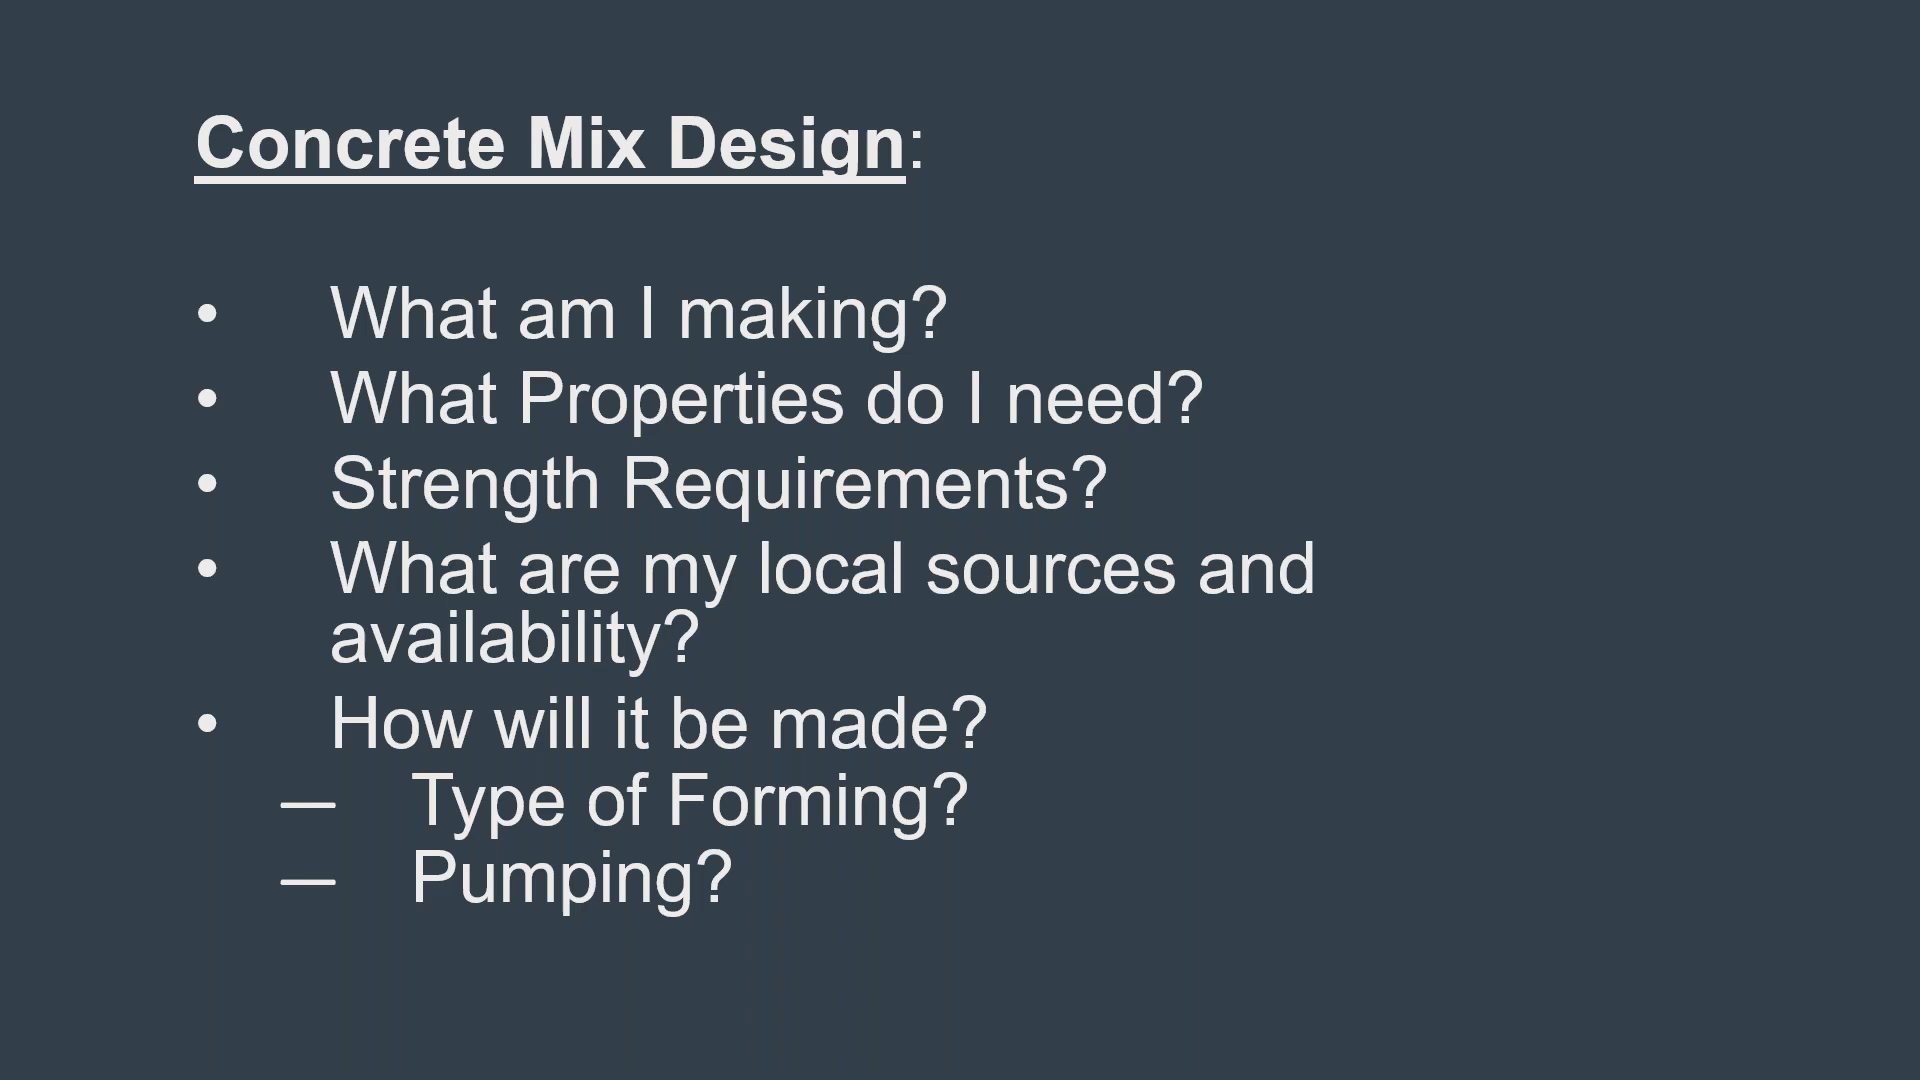 Concrete Mix Design:
• What am I making?
• What Properties do I need?
• Strength Requirements?
• What are my local sources and
availability?
• How will it be made?
— Type of Forming?
— Pumping?